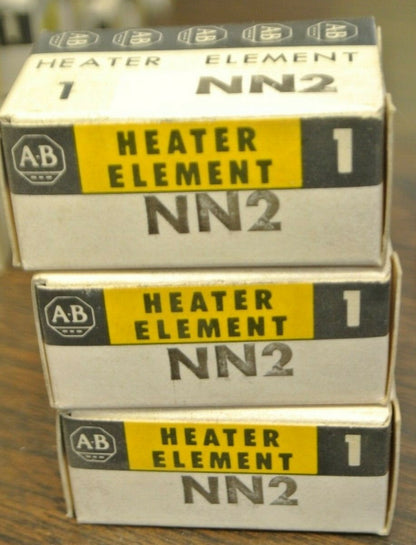 A-B A-B A-B A-B A-B
HEATER ELEMENT
1 NN2
A-B HEATER ELEMENT 1
NN2
A-B HEATER ELEMENT 1
NN2
A-B HEATER ELEMENT 1
NN2